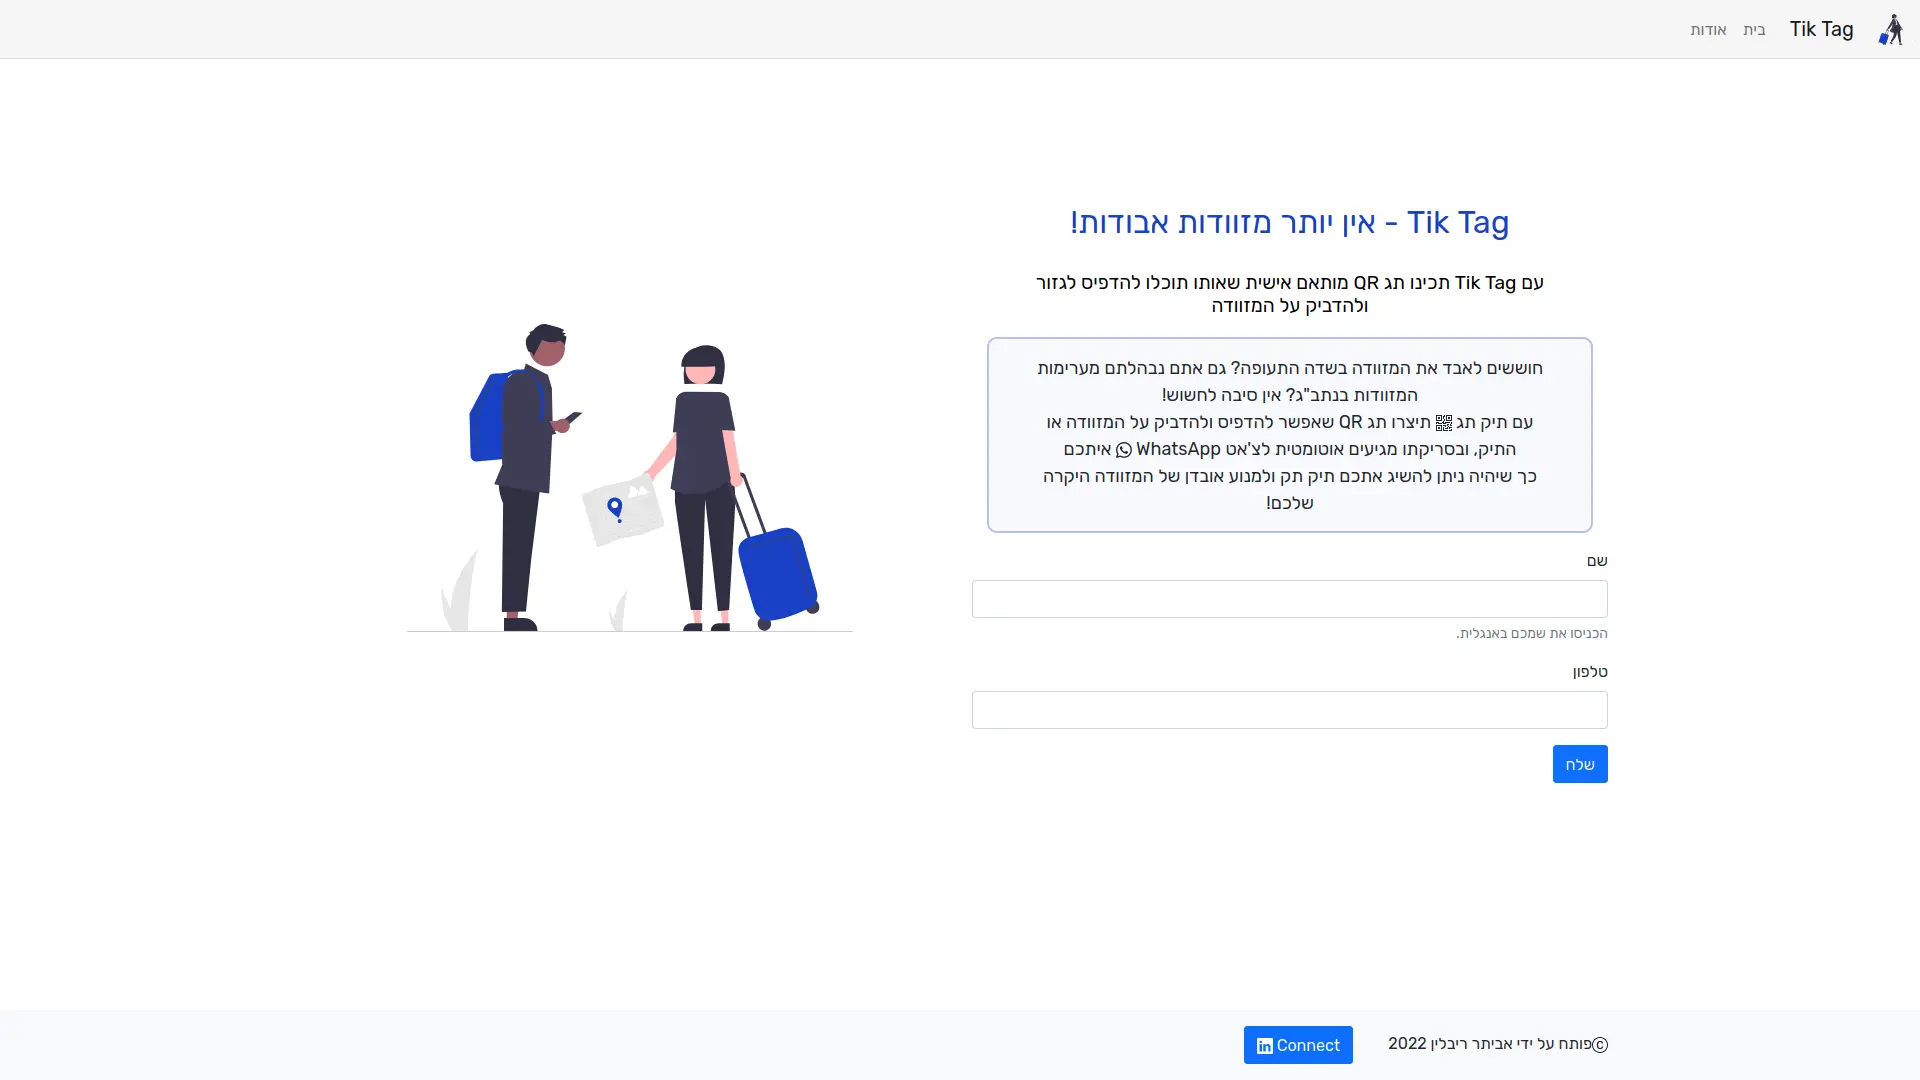 Tik Tag בית אודות
Tik Tag - אין יותר מזוודות אבודות!
עם Tik Tag תכינו תג QR מותאם אישית שאותו תוכלו להדפיס לגזור
ולהדביק על המזוודה
חוששים לאבד את המזוודה בשדה התעופה? גם אתם נבהלתם מערימות
המזוודות בנתב"ג? אין סיבה לחשוש!
עם תיק תג תיצרו תג QR שאפשר להדפיס ולהדביק על המזוודה או
התיק, ובסריקתו מגיעים אוטומטית לצ'אט WhatsApp איתכם
כך שיהיה ניתן להשיג אתכם תיק תק ולמנוע אובדן של המזוודה היקרה
שלכם!
שם
הכניסו את שמכם באנגלית.
טלפון
שלח
©פותח על ידי אביתר ריבלין 2022
Connect